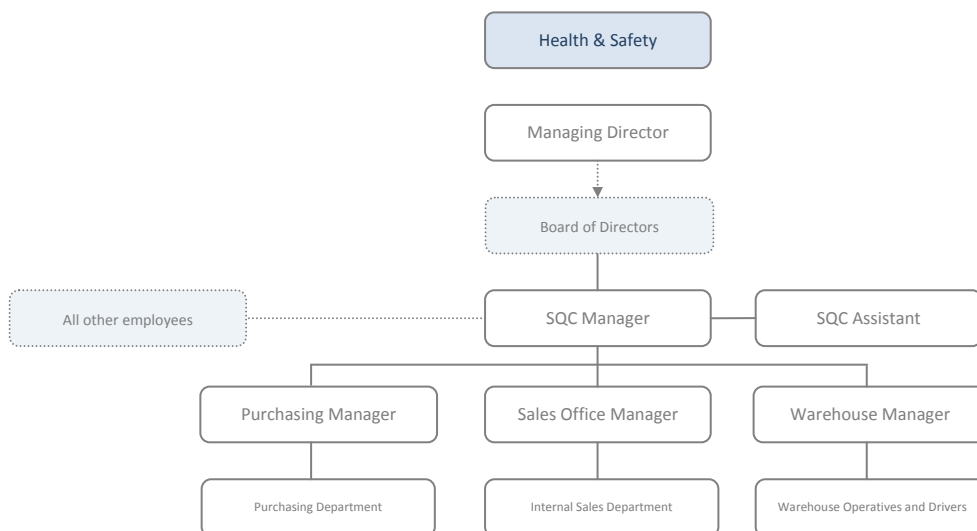 Health & Safety
Managing Director
Board of Directors
All other employees
SQC Manager
SQC Assistant
Purchasing Manager
Sales Office Manager
Warehouse Manager
Purchasing Department
Internal Sales Department
Warehouse Operatives and Drivers